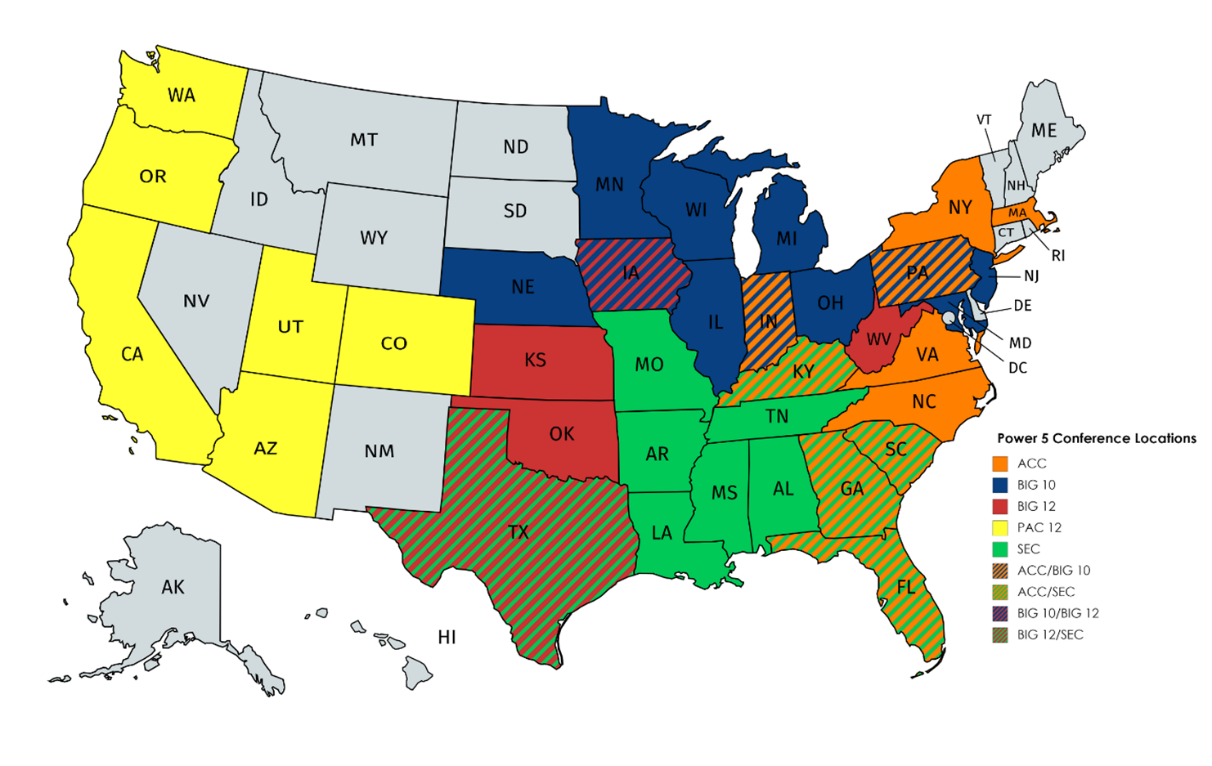 WA
OR
CA
NV
ID
MT
WY
UT
CO
AZ
NM
ND
SD
NE
KS
OK
TX
MN
IA
MO
AR
LA
WI
IL
MI
IN
OH
KY
TN
MS
AL
GA
FL
SC
NC
VA
WV
PA
NY
VT
NH
ME
MA
CT
RI
NJ
DE
MD
DC
AK
HI
Power 5 Conference Locations
ACC
BIG 10
BIG 12
PAC 12
SEC
ACC/BIG 10
ACC/SEC
BIG 10/BIG 12
BIG 12/SEC